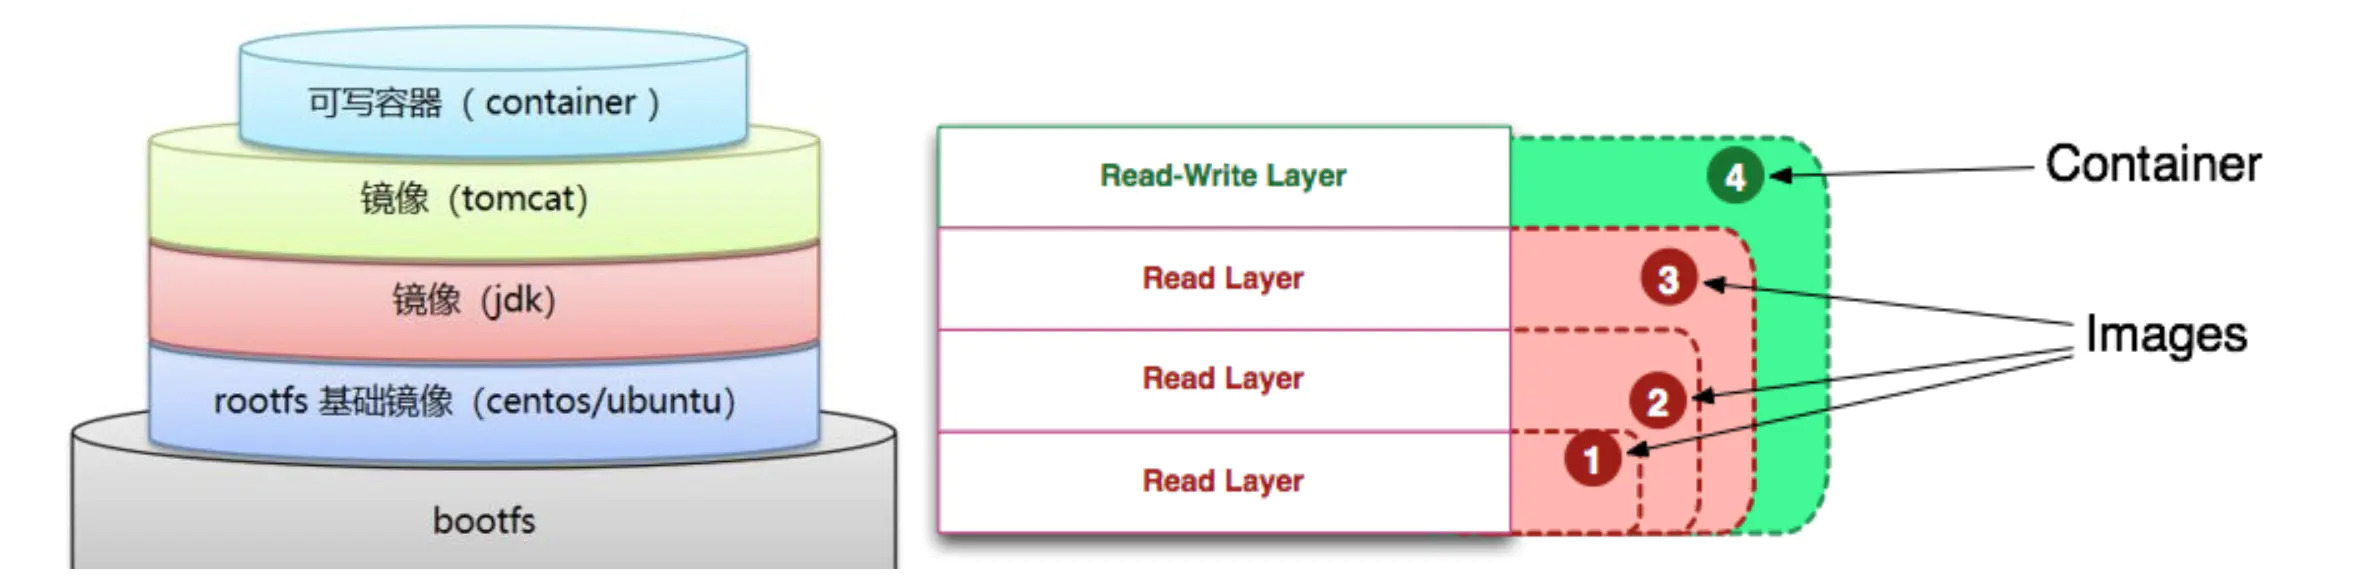 可写容器（ container ）
镜像（tomcat）
镜像（jdk）
rootfs 基础镜像（centos/ubuntu）
bootfs
Read-Write Layer
Read Layer
Read Layer
Read Layer
4
3
2
1
Container
Images